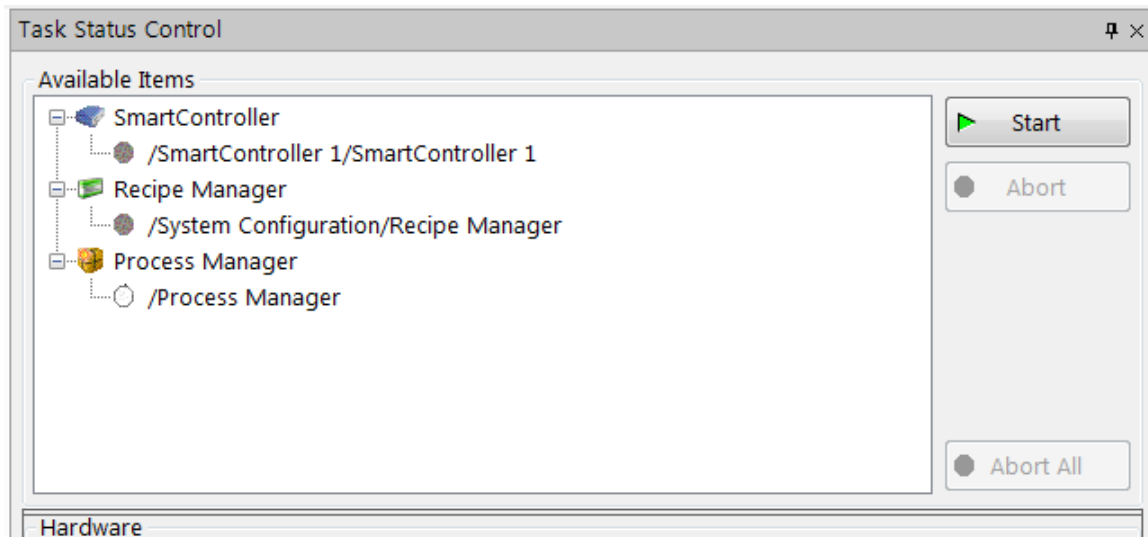 Task Status Control
Available Items
SmartController
Start
/SmartController 1/SmartController 1
Recipe Manager
Abort
/System Configuration/Recipe Manager
Process Manager
/Process Manager
Abort All
Hardware